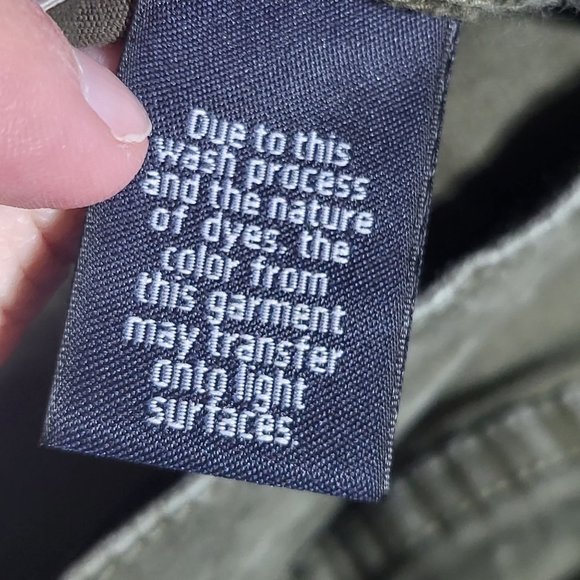 Due to this
wash process
and the nature
of dyes, the
color from
this garment
may transfer
onto light
surfaces.